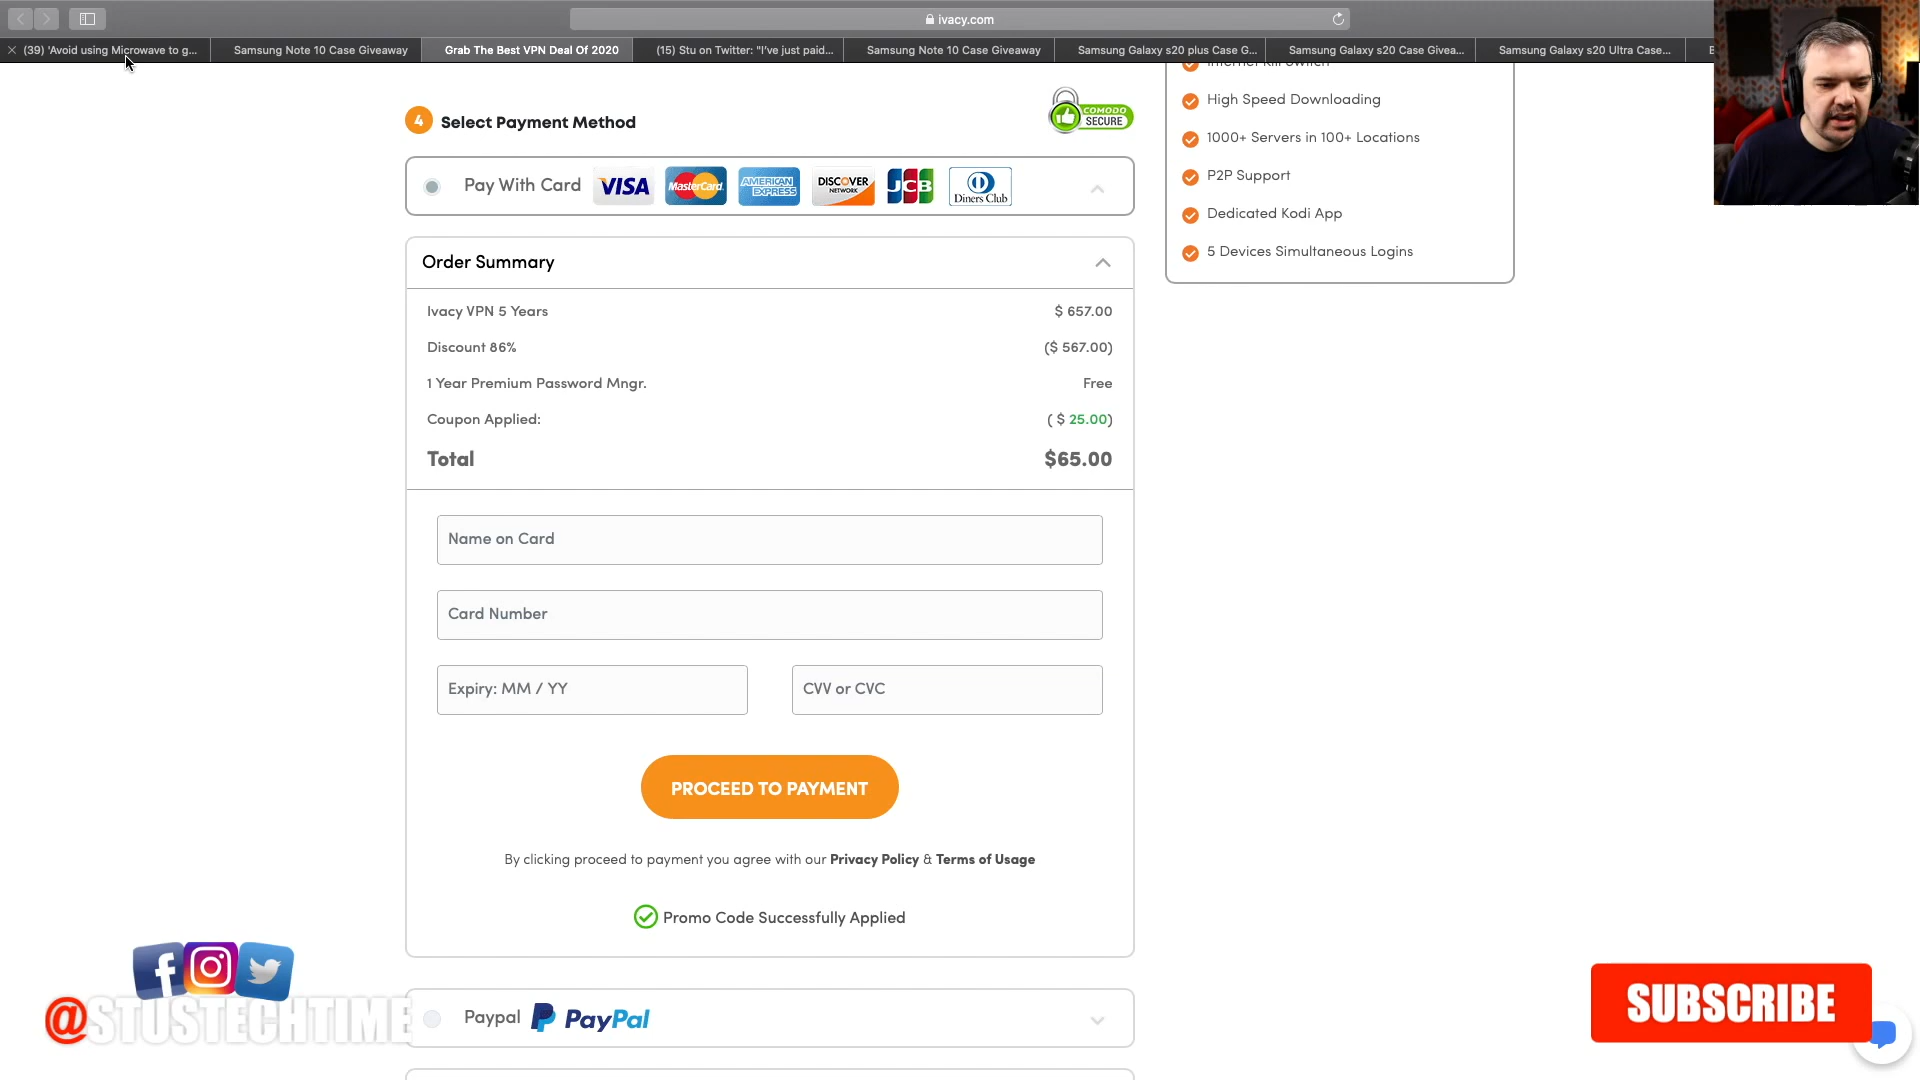 ivacy.com
(39) 'Avoid using Microwave to g...
Samsung Note 10 Case Giveaway
Grab The Best VPN Deal Of 2020
(15) Stu on Twitter: "I've just paid...
Samsung Note 10 Case Giveaway
Samsung Galaxy s20 plus Case G...
Samsung Galaxy s20 Case Givea...
Samsung Galaxy s20 Ultra Case...
Internet Kill Switch
High Speed Downloading
1000+ Servers in 100+ Locations
P2P Support
Dedicated Kodi App
5 Devices Simultaneous Logins
4 Select Payment Method
COMODO
SECURE
Pay With Card
VISA
MasterCard
AMERICAN EXPRESS
DISCOVER
NETWORK
JCB
Diners Club
Order Summary
Ivacy VPN 5 Years $ 657.00
Discount 86% ($ 567.00)
1 Year Premium Password Mngr. Free
Coupon Applied: ( $ 25.00)
Total $65.00
Name on Card
Card Number
Expiry: MM / YY
CVV or CVC
PROCEED TO PAYMENT
By clicking proceed to payment you agree with our Privacy Policy & Terms of Usage
Promo Code Successfully Applied
Paypal PayPal
@STUSTECHTIME
SUBSCRIBE